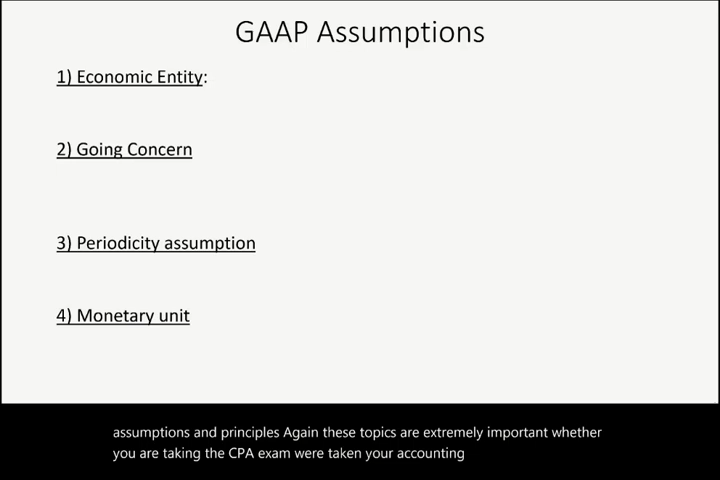 GAAP Assumptions
1) Economic Entity:
2) Going Concern
3) Periodicity assumption
4) Monetary unit
assumptions and principles Again these topics are extremely important whether
you are taking the CPA exam were taken your accounting